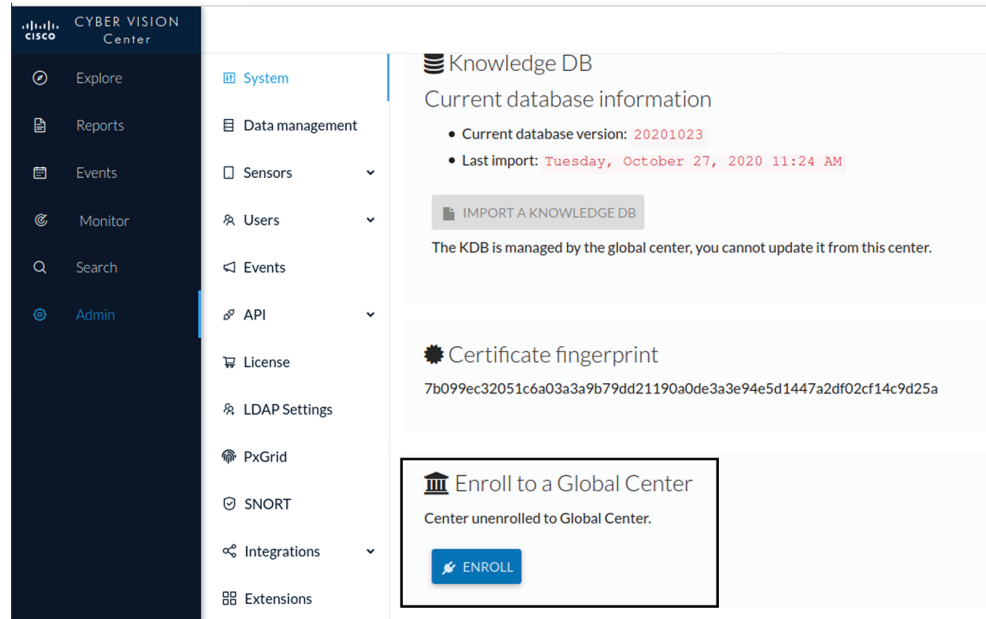 CISCO
CYBER VISION
Center
Explore
Reports
Events
Monitor
Search
Admin
System
Data management
Sensors
Users
Events
API
License
LDAP Settings
PxGrid
SNORT
Integrations
Extensions
Knowledge DB
Current database information
Current database version: 20201023
Last import: Tuesday, October 27, 2020 11:24 AM
IMPORT A KNOWLEDGE DB
The KDB is managed by the global center, you cannot update it from this center.
Certificate fingerprint
7b099ec32051c6a03a3a9b79dd21190a0de3a3e94e5d1447a2df02cf14c9d25a
Enroll to a Global Center
Center unenrolled to Global Center.
ENROLL